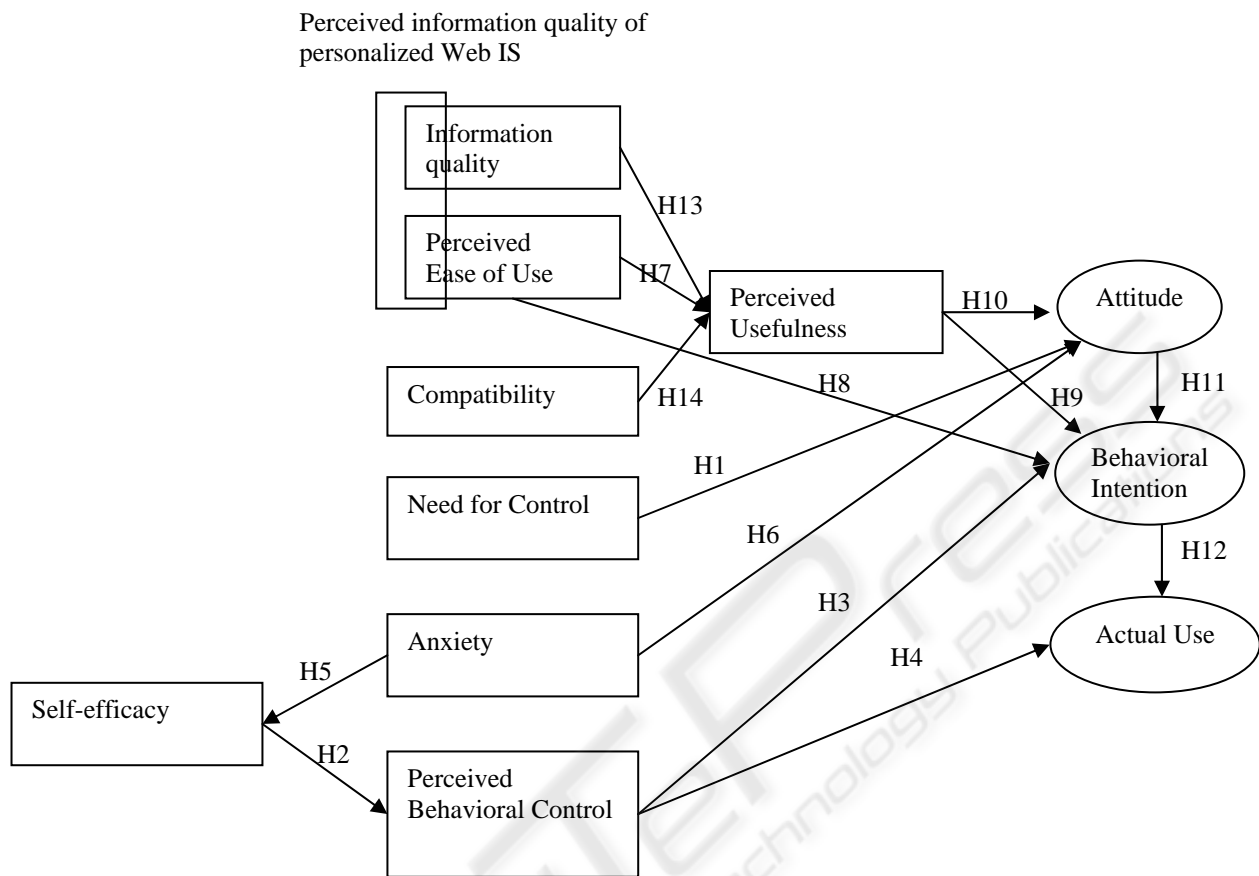 Perceived information quality of
personalized Web IS
Information
quality
H13
Perceived
Ease of Use
H7
Perceived
Usefulness
H10
Attitude
Compatibility
H14
H8
H9
H11
Need for Control
H1
Behavioral
Intention
H6
H12
Anxiety
H3
Actual Use
H5
H4
Self-efficacy
H2
Perceived
Behavioral Control
Technology Publications